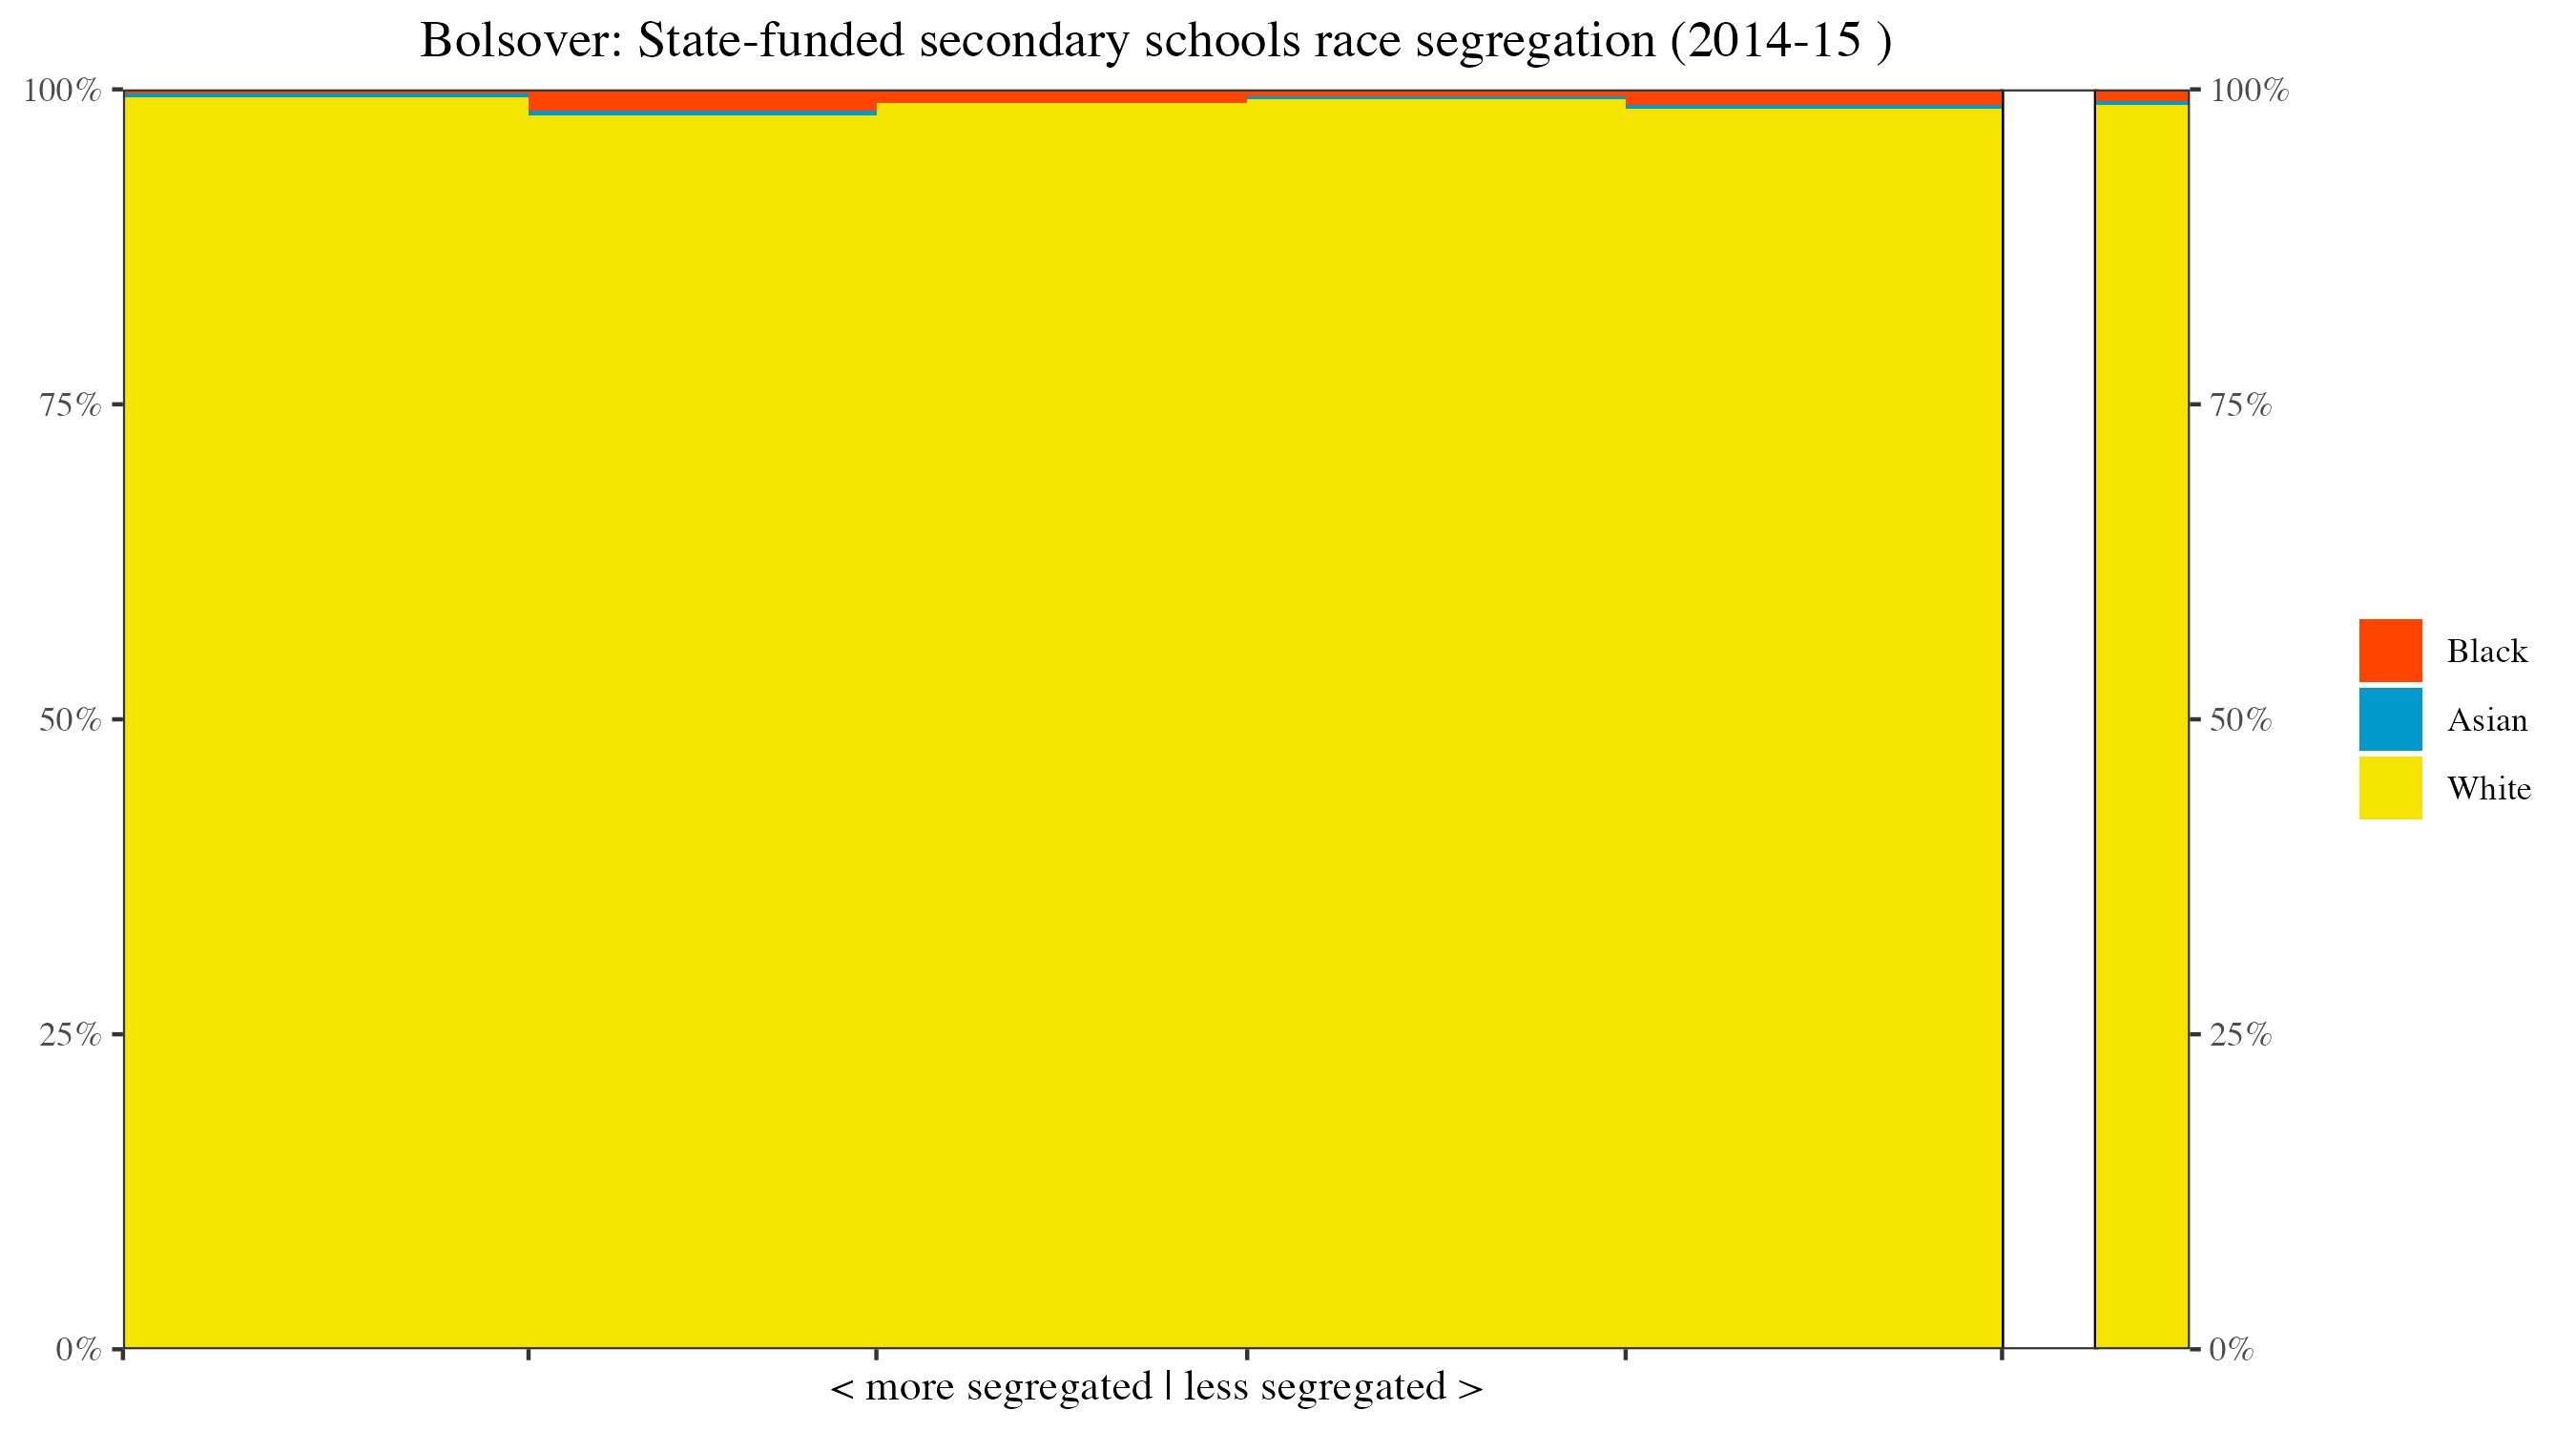 Bolsover: State-funded secondary schools race segregation (2014-15 )
100%
75%
50%
25%
0%
100%
75%
50%
25%
0%
Black
Asian
White
< more segregated | less segregated >